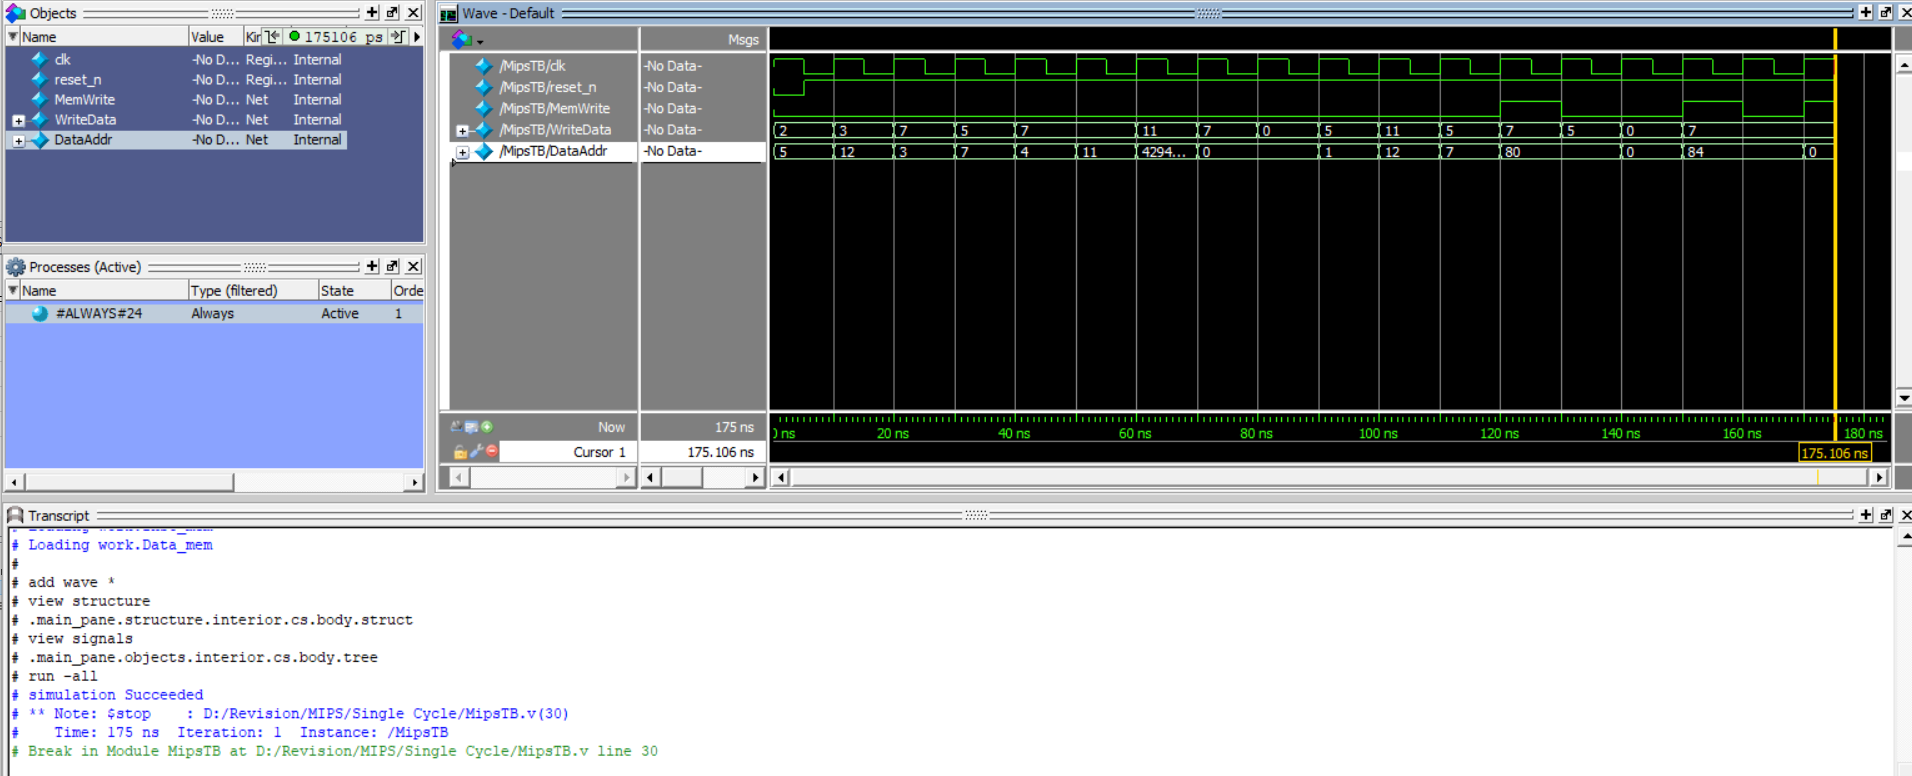 Objects
Name Value Kin 175106 ps
clk -No D... Regi... Internal
reset_n -No D... Regi... Internal
MemWrite -No D... Net Internal
WriteData -No D... Net Internal
DataAddr -No D... Net Internal
Processes (Active)
Name Type (filtered) State Orde
#ALWAYS#24 Always Active 1
Wave - Default
Msgs
/MipsTB/clk -No Data-
/MipsTB/reset_n -No Data-
/MipsTB/MemWrite -No Data-
/MipsTB/WriteData -No Data- 2 3 7 5 7 11 7 0 5 11 5 7 5 0 7
/MipsTB/DataAddr -No Data- 5 12 3 7 4 11 4294... 0 1 12 7 80 0 84 0
Now 175 ns
ns 20 ns 40 ns 60 ns 80 ns 100 ns 120 ns 140 ns 160 ns 180 ns
Cursor 1 175.106 ns 175.106 ns
Transcript
# Loading work.Data_mem
#
# add wave *
# view structure
# .main_pane.structure.interior.cs.body.struct
# view signals
# .main_pane.objects.interior.cs.body.tree
# run -all
# simulation Succeeded
# ** Note: $stop : D:/Revision/MIPS/Single Cycle/MipsTB.v(30)
# Time: 175 ns Iteration: 1 Instance: /MipsTB
# Break in Module MipsTB at D:/Revision/MIPS/Single Cycle/MipsTB.v line 30